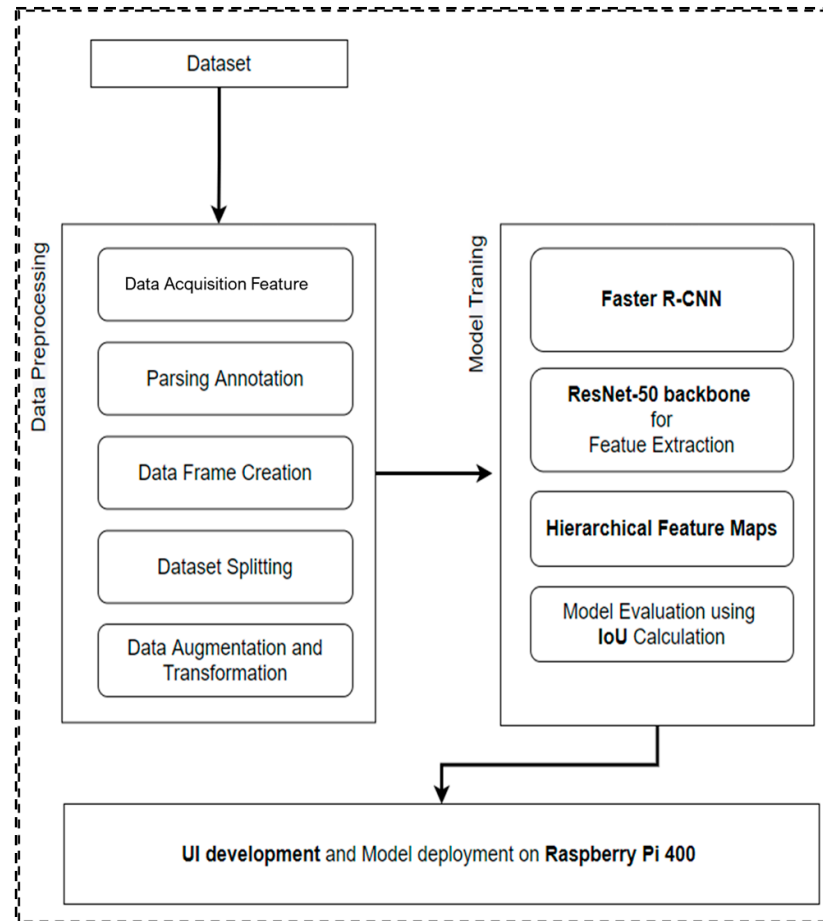 Dataset
Data Preprocessing
Data Acquisition Feature
Parsing Annotation
Data Frame Creation
Dataset Splitting
Data Augmentation and
Transformation
Model Traning
Faster R-CNN
ResNet-50 backbone
for
Featue Extraction
Hierarchical Feature Maps
Model Evaluation using
IoU Calculation
UI development and Model deployment on Raspberry Pi 400